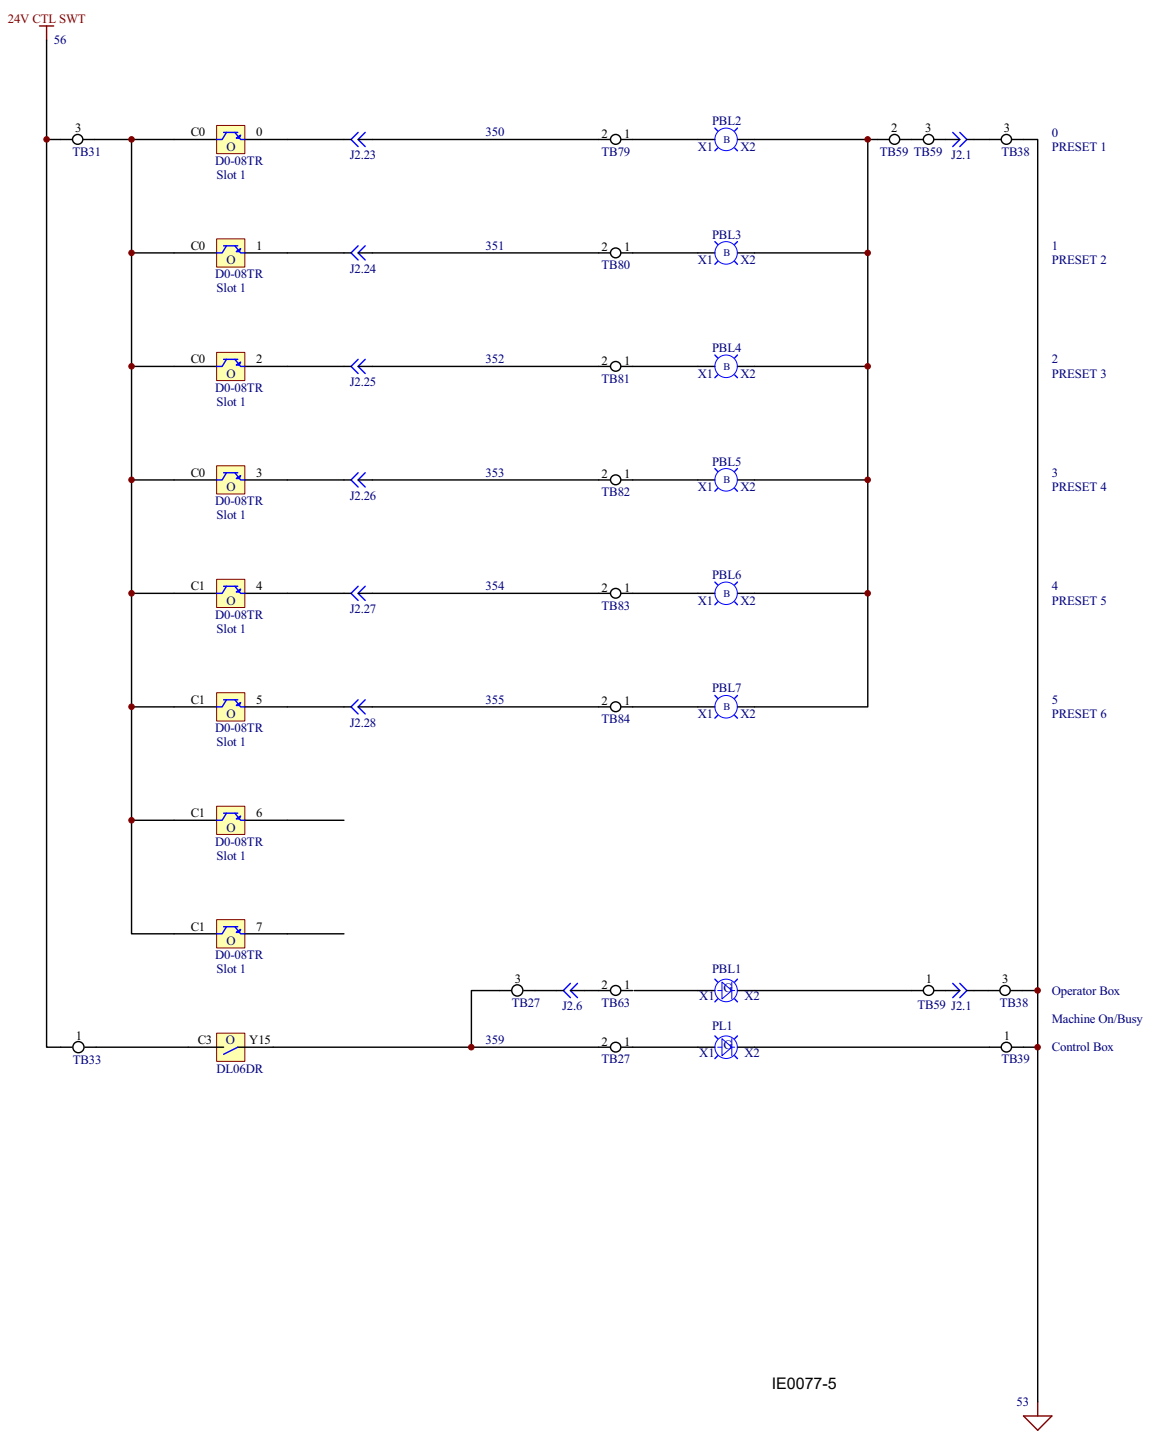 24V CTL SWT
56
3
TB31
C0
0
D0-08TR
Slot 1
J2.23
350
2 1
TB79
PBL2
B
X1 X2
2
TB59
3
TB59
J2.1
3
TB38
0
PRESET 1
C0
1
D0-08TR
Slot 1
J2.24
351
2 1
TB80
PBL3
B
X1 X2
1
PRESET 2
C0
2
D0-08TR
Slot 1
J2.25
352
2 1
TB81
PBL4
B
X1 X2
2
PRESET 3
C0
3
D0-08TR
Slot 1
J2.26
353
2 1
TB82
PBL5
B
X1 X2
3
PRESET 4
C1
4
D0-08TR
Slot 1
J2.27
354
2 1
TB83
PBL6
B
X1 X2
4
PRESET 5
C1
5
D0-08TR
Slot 1
J2.28
355
2 1
TB84
PBL7
B
X1 X2
5
PRESET 6
C1
6
D0-08TR
Slot 1
C1
7
D0-08TR
Slot 1
3
TB27
J2.6
2 1
TB63
PBL1
X1 X2
1
TB59
J2.1
3
TB38
Operator Box
Machine On/Busy
1
TB33
C3
O
Y15
DL06DR
359
2 1
TB27
PL1
X1 X2
1
TB39
Control Box
IE0077-5
53